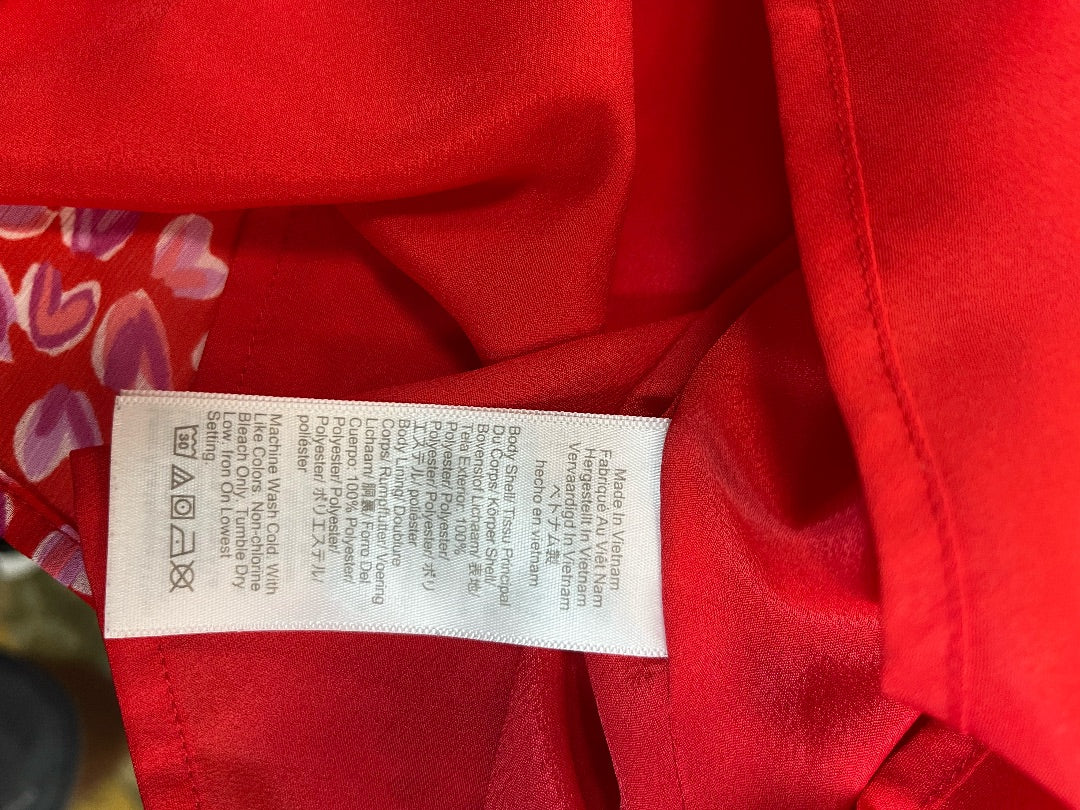 Made In Vietnam
Fabriqué Au Viêt Nam
Hergestellt In Vietnam
Vervaardigd In Vietnam
ベトナム製
hecho en vietnam
Body Shell/ Tissu Principal
Du Corps/ Körper Shell/
Bovenstof Lichaam/ 表地/
Tela Exterior: 100%
Polyester/ Polyester/
Polyester/ Polyester/ ポリ
エステル/ poliéster
Body Lining/ Doublure
Corps/ Rumpffutter/ Voering
Lichaam/ 胴裏/ Forro Del
Cuerpo: 100% Polyester/
Polyester/ Polyester/
Polyester/ ポリエステル/
poliéster
Machine Wash Cold. With
Like Colors. Non-chlorine
Bleach Only. Tumble Dry
Low. Iron On Lowest
Setting.
30